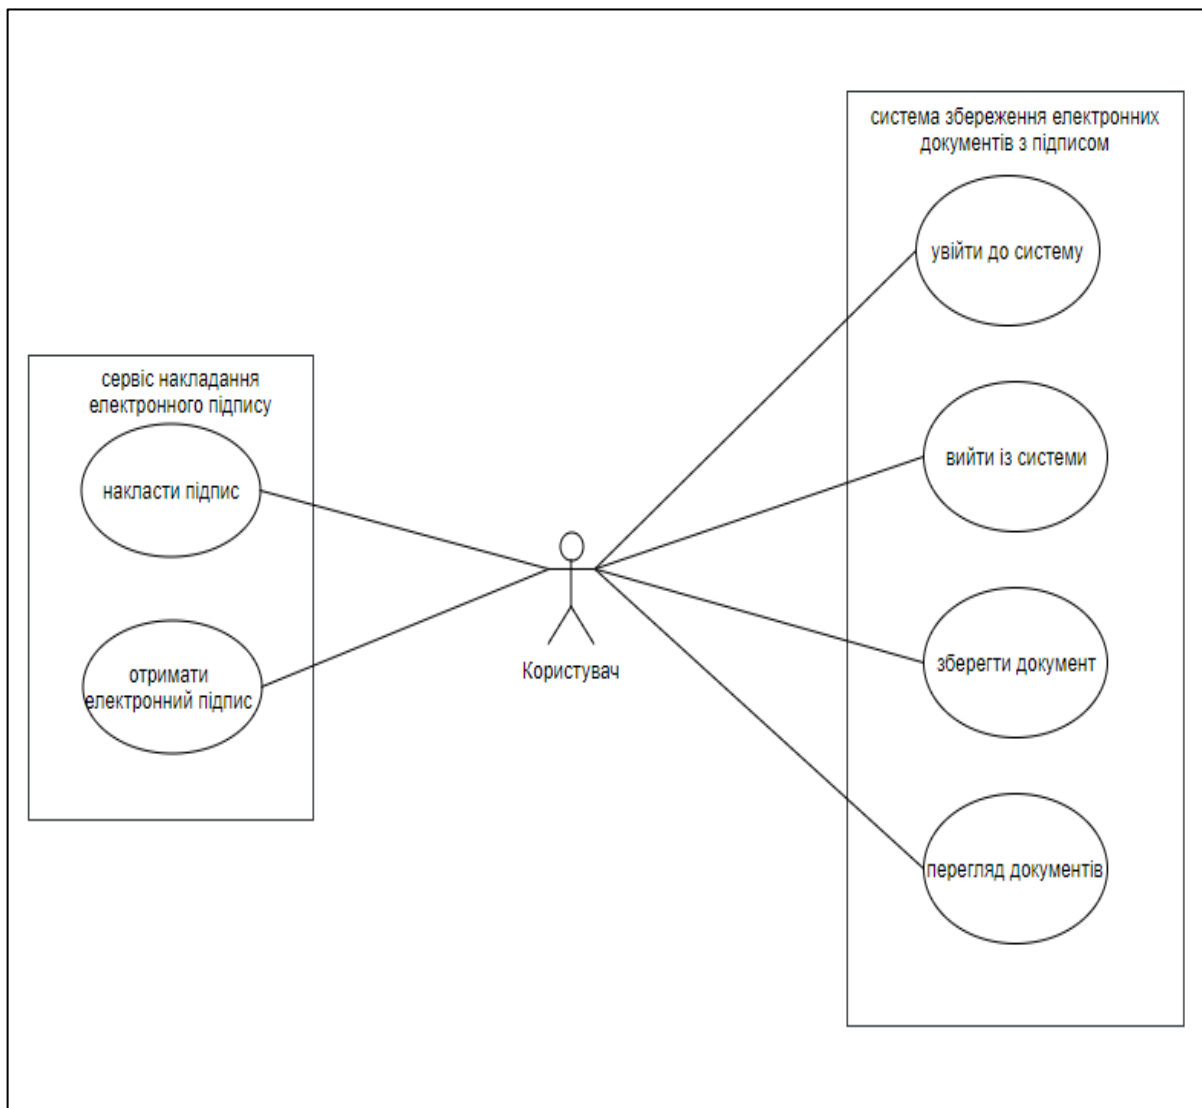 система збереження електронних
документів з підписом
увійти до систему
сервіс накладання
електронного підпису
вийти із системи
накласти підпис
Користувач
зберегти документ
отримати
електронний підпис
перегляд документів